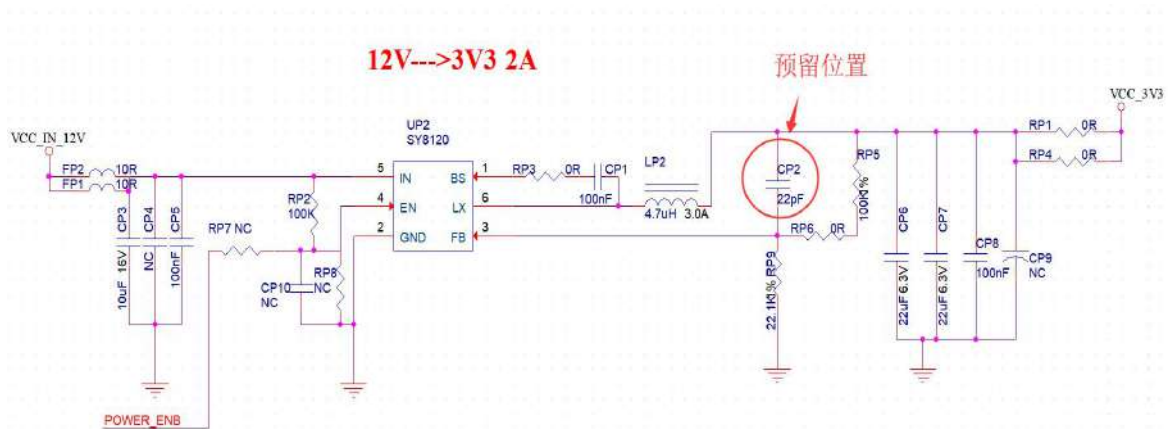 12V--->3V3 2A
预留位置
VCC_3V3
VCC_IN_12V
UP2
SY8120
RP1 0R
RP4 0R
FP2 10R
FP1 10R
5 IN
BS 1
RP3 0R
CP1
100nF
LP2
4.7uH 3.0A
CP2
22pF
RP5
100K1%
4 EN
LX 6
2 GND
FB 3
RP2
100K
RP7 NC
CP3
10uF 16V
CP4
NC
CP5
100nF
CP10
NC
RP8
NC
RP6 0R
RP9
22.1K1%
CP6
22uF 6.3V
CP7
22uF 6.3V
CP8
100nF
CP9
NC
POWER_ENB